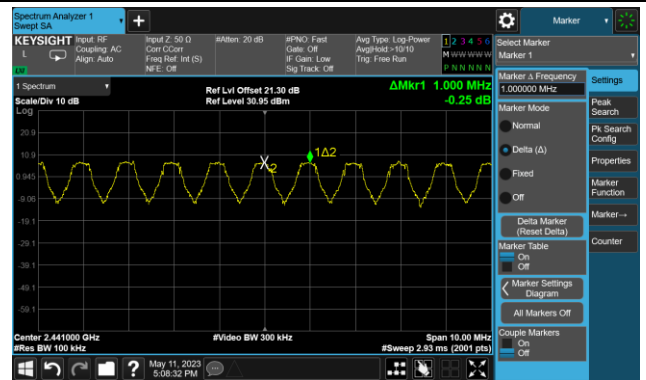 Spectrum Analyzer 1
Swept SA
Marker
KEYSIGHT
L
LW
Input: RF
Coupling: AC
Align: Auto
Input Z: 50 Ω
Corr CCorr
Freq Ref: Int (S)
NFE: Off
#Atten: 20 dB
#PNO: Fast
Gate: Off
IF Gain: Low
Sig Track: Off
Avg Type: Log-Power
Avg|Hold:>10/10
Trig: Free Run
1 2 3 4 5 6
M W W W W W
P N N N N N
Select Marker
Marker 1
1 Spectrum
Scale/Div 10 dB
Log
Ref Lvl Offset 21.30 dB
Ref Level 30.95 dBm
ΔMkr1 1.000 MHz
-0.25 dB
20.9
10.9
0.945
-9.06
-19.1
-29.1
-39.1
-49.1
-59.1
X2
1Δ2
Center 2.441000 GHz
#Res BW 100 kHz
#Video BW 300 kHz
Span 10.00 MHz
#Sweep 2.93 ms (2001 pts)
Marker Δ Frequency
1.000000 MHz
Marker Mode
Normal
Delta (Δ)
Fixed
Off
Delta Marker
(Reset Delta)
Marker Table
On
Off
Marker Settings
Diagram
All Markers Off
Couple Markers
On
Off
Settings
Peak
Search
Pk Search
Config
Properties
Marker
Function
Marker→
Counter
?
May 11, 2023
5:08:32 PM